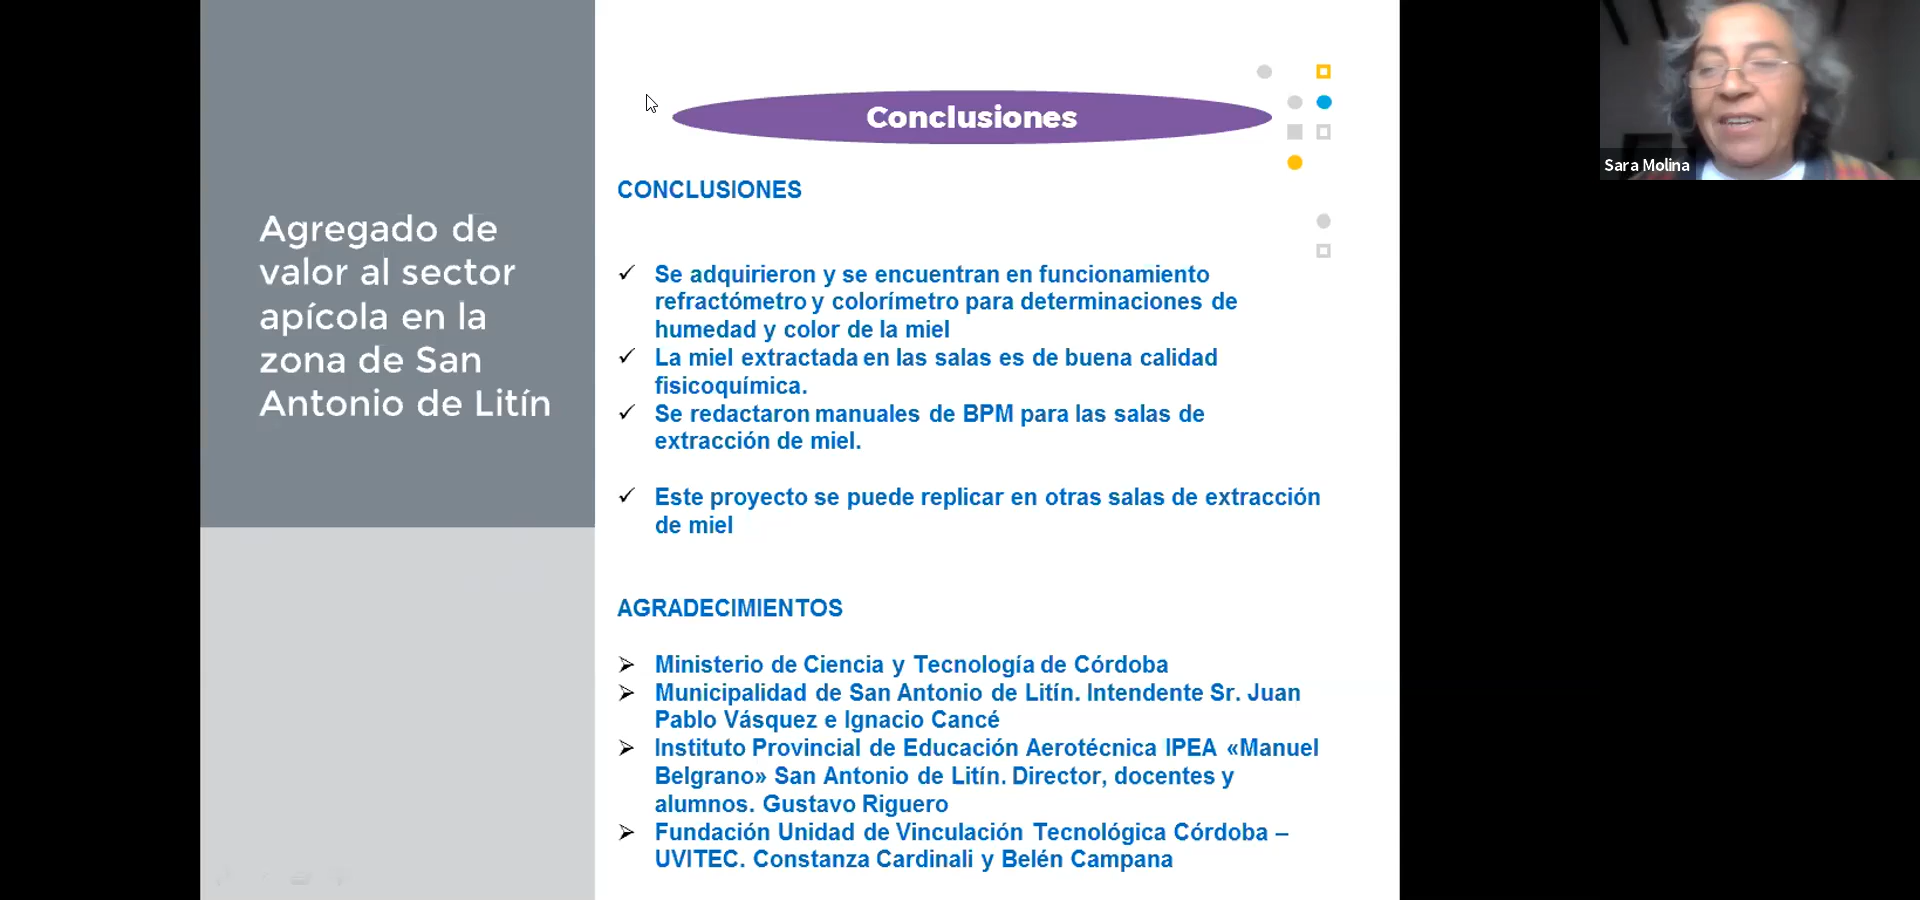 Agregado de
valor al sector
apícola en la
zona de San
Antonio de Litín
Conclusiones
CONCLUSIONES
✓ Se adquirieron y se encuentran en funcionamiento
refractómetro y colorímetro para determinaciones de
humedad y color de la miel
✓ La miel extractada en las salas es de buena calidad
fisicoquímica.
✓ Se redactaron manuales de BPM para las salas de
extracción de miel.
✓ Este proyecto se puede replicar en otras salas de extracción
de miel
AGRADECIMIENTOS
➢ Ministerio de Ciencia y Tecnología de Córdoba
➢ Municipalidad de San Antonio de Litín. Intendente Sr. Juan
Pablo Vásquez e Ignacio Cancé
➢ Instituto Provincial de Educación Aerotécnica IPEA «Manuel
Belgrano» San Antonio de Litín. Director, docentes y
alumnos. Gustavo Riguero
➢ Fundación Unidad de Vinculación Tecnológica Córdoba –
UVITEC. Constanza Cardinali y Belén Campana
Sara Molina